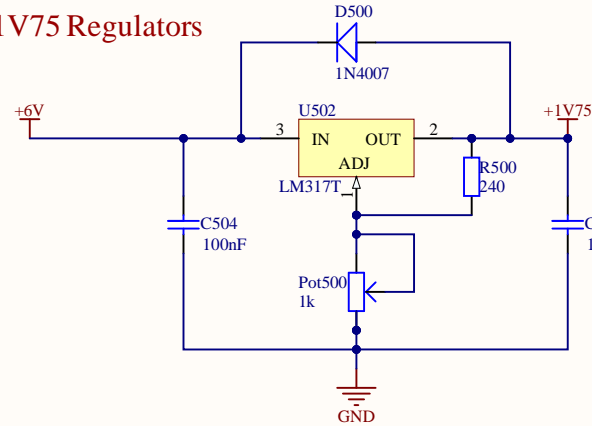 1V75 Regulators
D500
1N4007
+6V
U502
+1V75
3
IN
OUT
2
ADJ
LM317T
1
R500
240
C504
100nF
Pot500
1k
GND